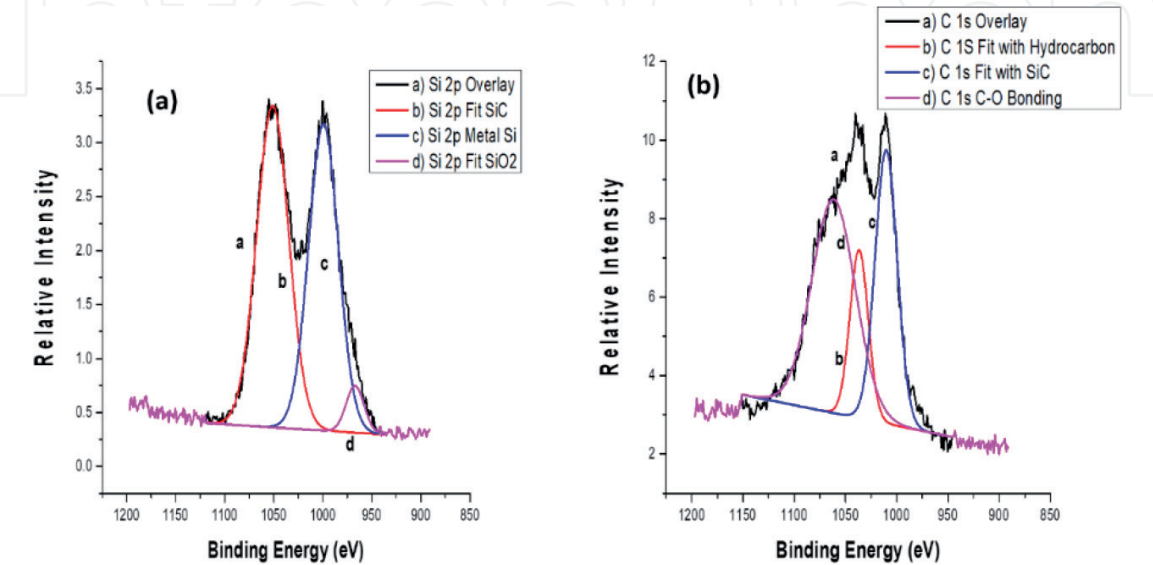 (a)
a) Si 2p Overlay
b) Si 2p Fit SiC
c) Si 2p Metal Si
d) Si 2p Fit SiO2
Relative Intensity
3.5
3.0
2.5
2.0
1.5
1.0
0.5
0.0
a
b
c
d
1200 1150 1100 1050 1000 950 900 850
Binding Energy (eV)
(b)
a) C 1s Overlay
b) C 1S Fit with Hydrocarbon
c) C 1s Fit with SiC
d) C 1s C-O Bonding
Relative Intensity
12
10
8
6
4
2
a
c
d
b
1200 1150 1100 1050 1000 950 900 850
Binding Energy (eV)